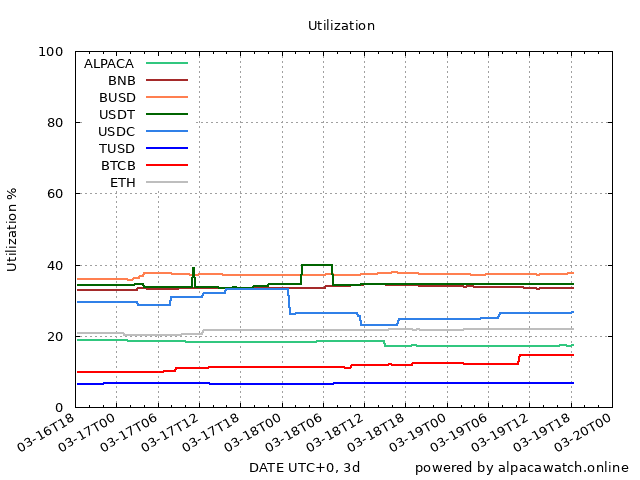 Utilization
100
80
60
40
20
0
Utilization %
ALPACA
BNB
BUSD
USDT
USDC
TUSD
BTCB
ETH
03-16T18
03-17T00
03-17T06
03-17T12
03-17T18
03-18T00
03-18T06
03-18T12
03-18T18
03-19T00
03-19T06
03-19T12
03-19T18
03-20T00
DATE UTC+0, 3d
powered by alpacawatch.online